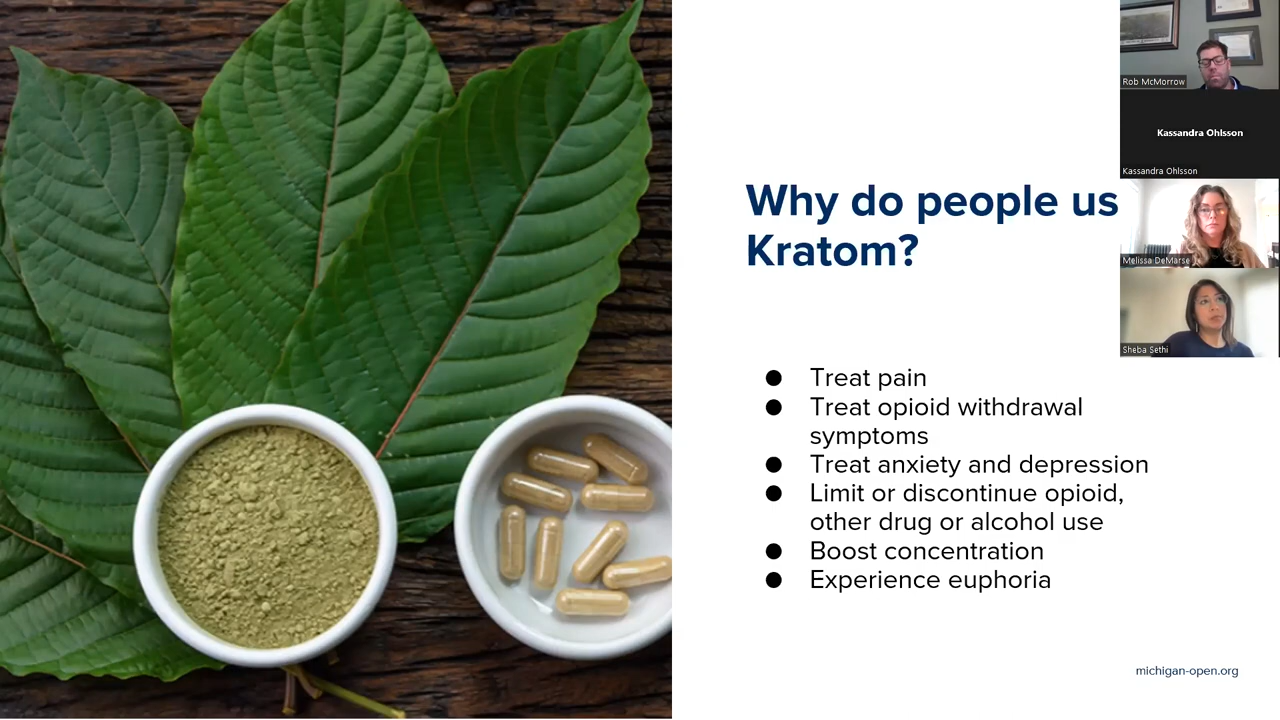 Rob McMorrow
Kassandra Ohlsson
Kassandra Ohlsson
Why do people us
Kratom?
Melissa DeMarse
Sheba Sethi
● Treat pain
● Treat opioid withdrawal
symptoms
● Treat anxiety and depression
● Limit or discontinue opioid,
other drug or alcohol use
● Boost concentration
● Experience euphoria
michigan-open.org